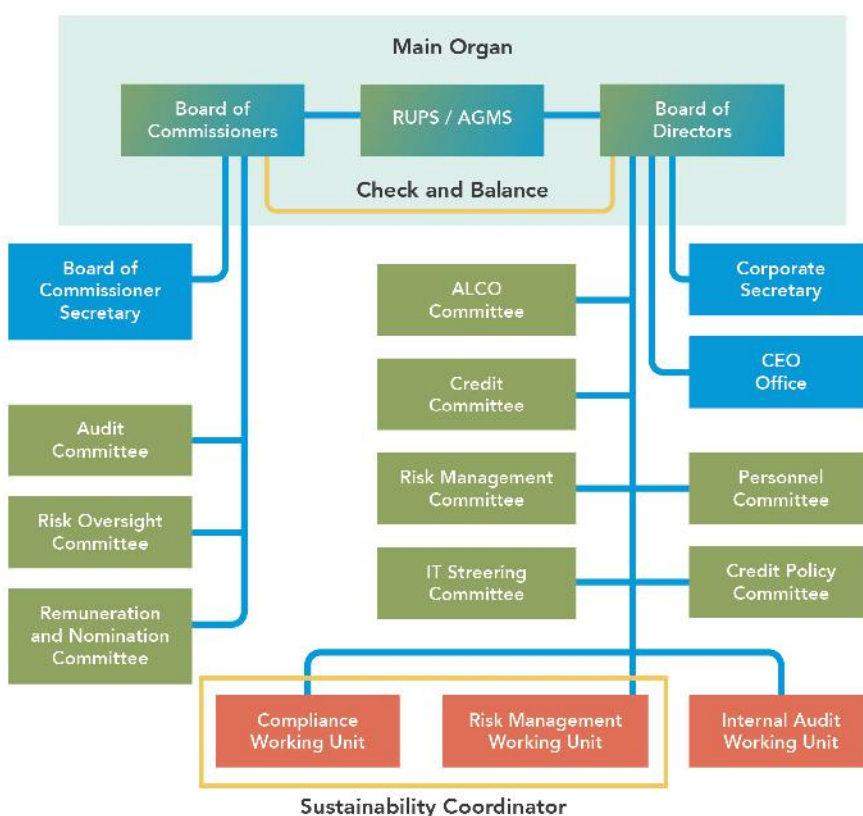 Main Organ
Board of
Commissioners
RUPS / AGMS
Board of
Directors
Check and Balance
Board of
Commissioner
Secretary
ALCO
Committee
Corporate
Secretary
CEO
Office
Credit
Committee
Audit
Committee
Risk Management
Committee
Personnel
Committee
Risk Oversight
Committee
IT Streering
Committee
Credit Policy
Committee
Remuneration
and Nomination
Committee
Compliance
Working Unit
Risk Management
Working Unit
Internal Audit
Working Unit
Sustainability Coordinator